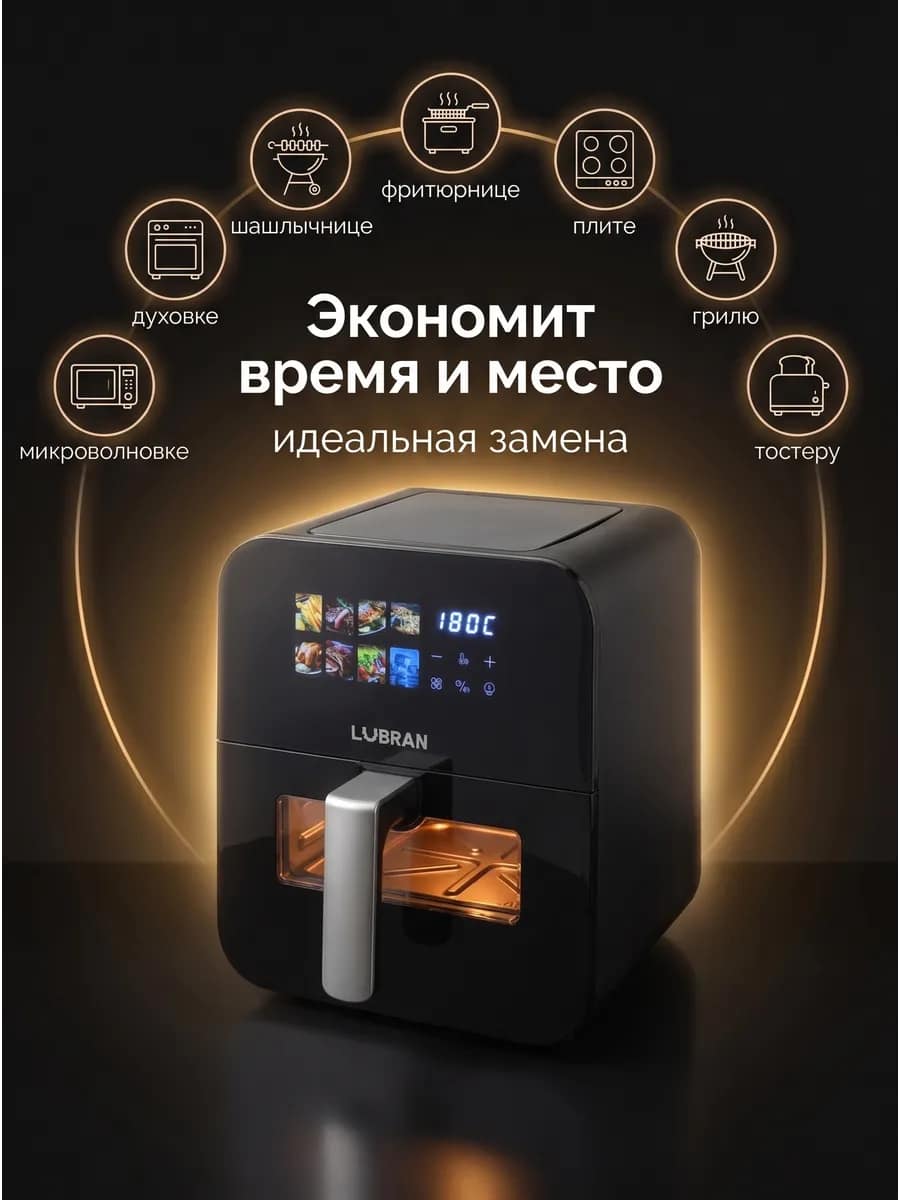 фритюрнице
шашлычнице
плите
духовке
грилю
микроволновке
тостеру
Экономит
время и место
идеальная замена
180C
LUBRAN